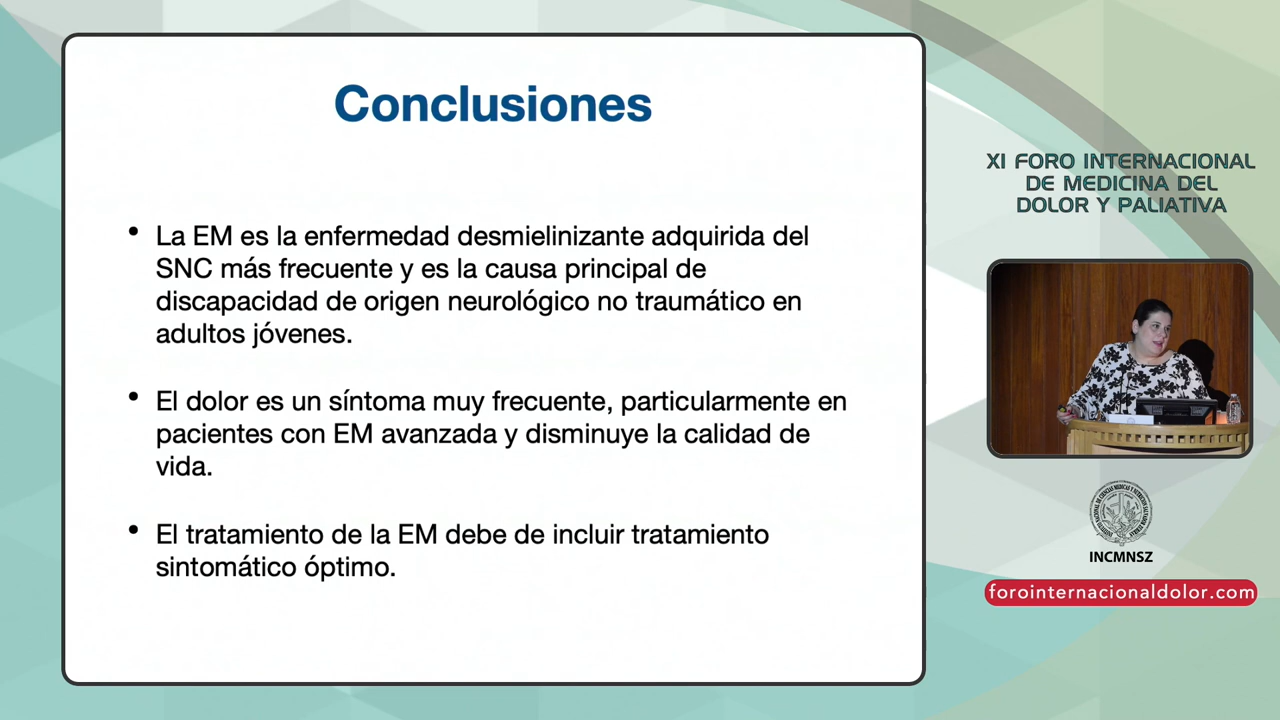 Conclusiones
• La EM es la enfermedad desmielinizante adquirida del
SNC más frecuente y es la causa principal de
discapacidad de origen neurológico no traumático en
adultos jóvenes.
• El dolor es un síntoma muy frecuente, particularmente en
pacientes con EM avanzada y disminuye la calidad de
vida.
• El tratamiento de la EM debe de incluir tratamiento
sintomático óptimo.
XI FORO INTERNACIONAL
DE MEDICINA DEL
DOLOR Y PALIATIVA
INCMNSZ
forointernacionaldolor.com